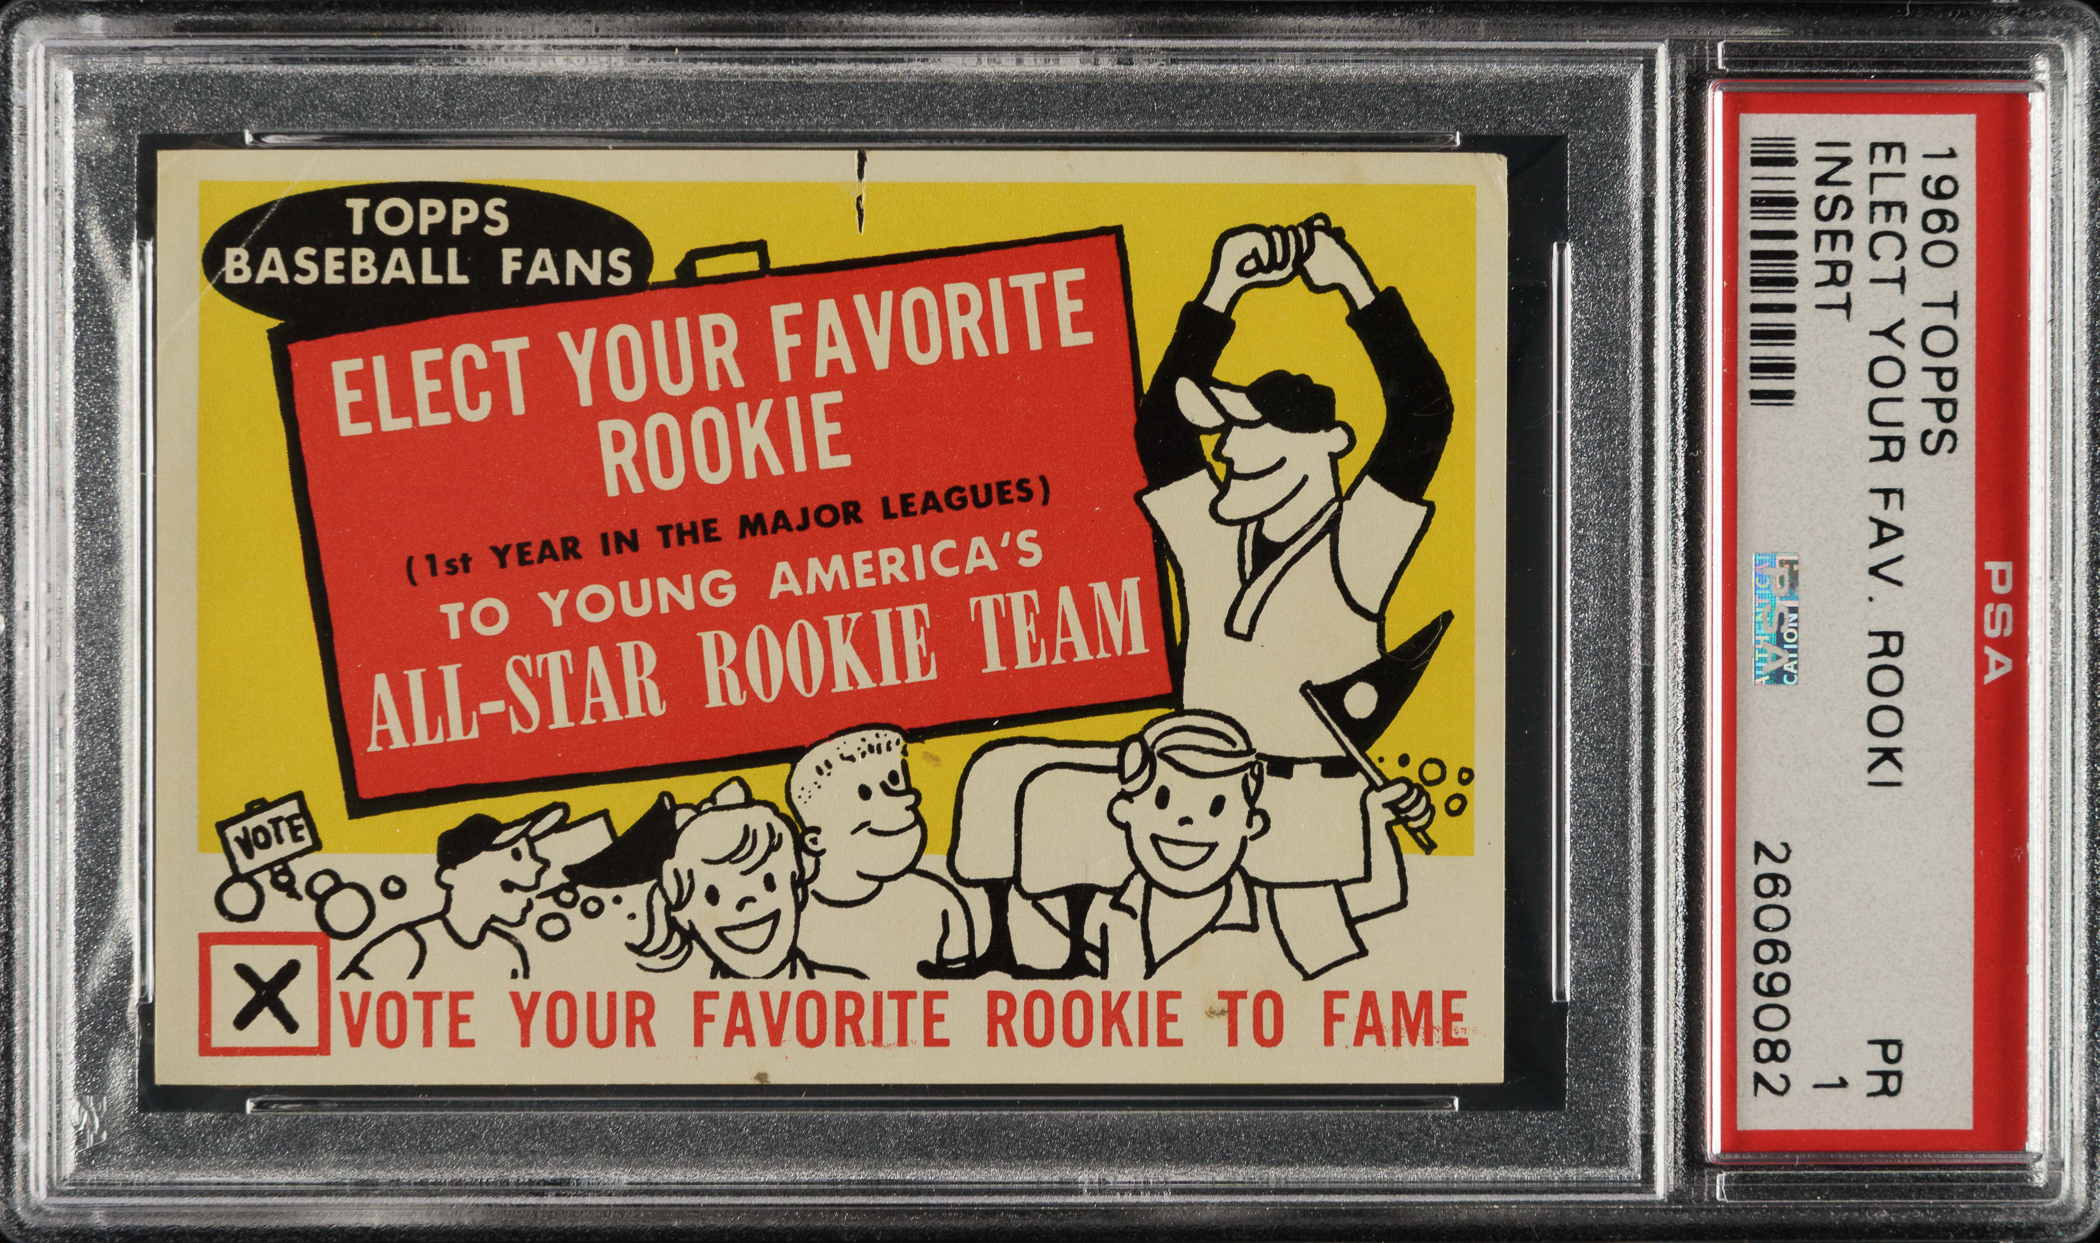 TOPPS
BASEBALL FANS
ELECT YOUR FAVORITE
ROOKIE
(1st YEAR IN THE MAJOR LEAGUES)
TO YOUNG AMERICA'S
ALL-STAR ROOKIE TEAM
VOTE
X VOTE YOUR FAVORITE ROOKIE TO FAME
PSA
1960 TOPPS
ELECT YOUR FAV. ROOKI PR
INSERT 1
26069082
PSA
AUTHENTICATION